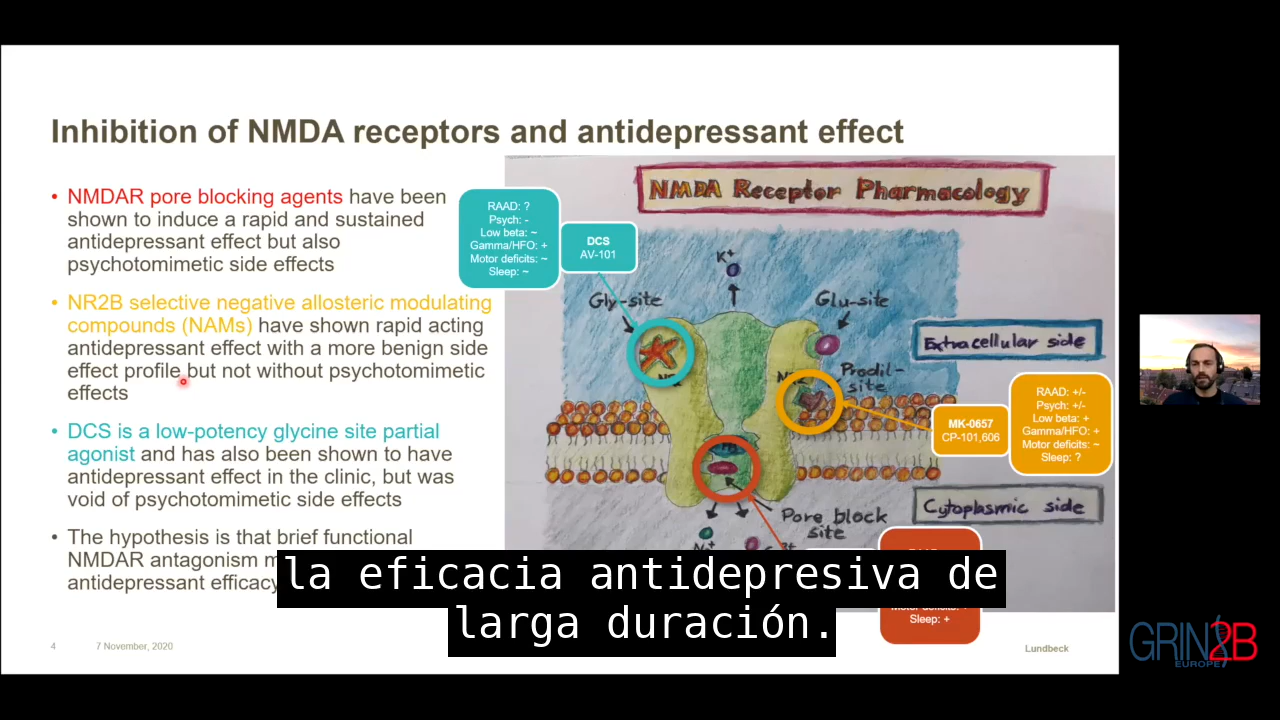 Inhibition of NMDA receptors and antidepressant effect
• NMDAR pore blocking agents have been
shown to induce a rapid and sustained
antidepressant effect but also
psychotomimetic side effects
• NR2B selective negative allosteric modulating
compounds (NAMs) have shown rapid acting
antidepressant effect with a more benign side
effect profile but not without psychotomimetic
effects
• DCS is a low-potency glycine site partial
agonist and has also been shown to have
antidepressant effect in the clinic, but was
void of psychotomimetic side effects
• The hypothesis is that brief functional
NMDAR antagonism
antidepressant efficacy
RAAD: ?
Psych: -
Low beta: ~
Gamma/HFO: +
Motor deficits: ~
Sleep: ~
DCS
AV-101
NMDA Receptor Pharmacology
K+
Gly-site
Glu-site
Extracellular side
Prodil-
site
MK-0657
CP-101,606
RAAD: +/-
Psych: +/-
Low beta: +
Gamma/HFO: +
Motor deficits: ~
Sleep: ?
Cytoplasmic side
Pore block
site
Sleep: +
la eficacia antidepresiva de
larga duración.
4 7 November, 2020
Lundbeck
GRIN2B
EUROPE